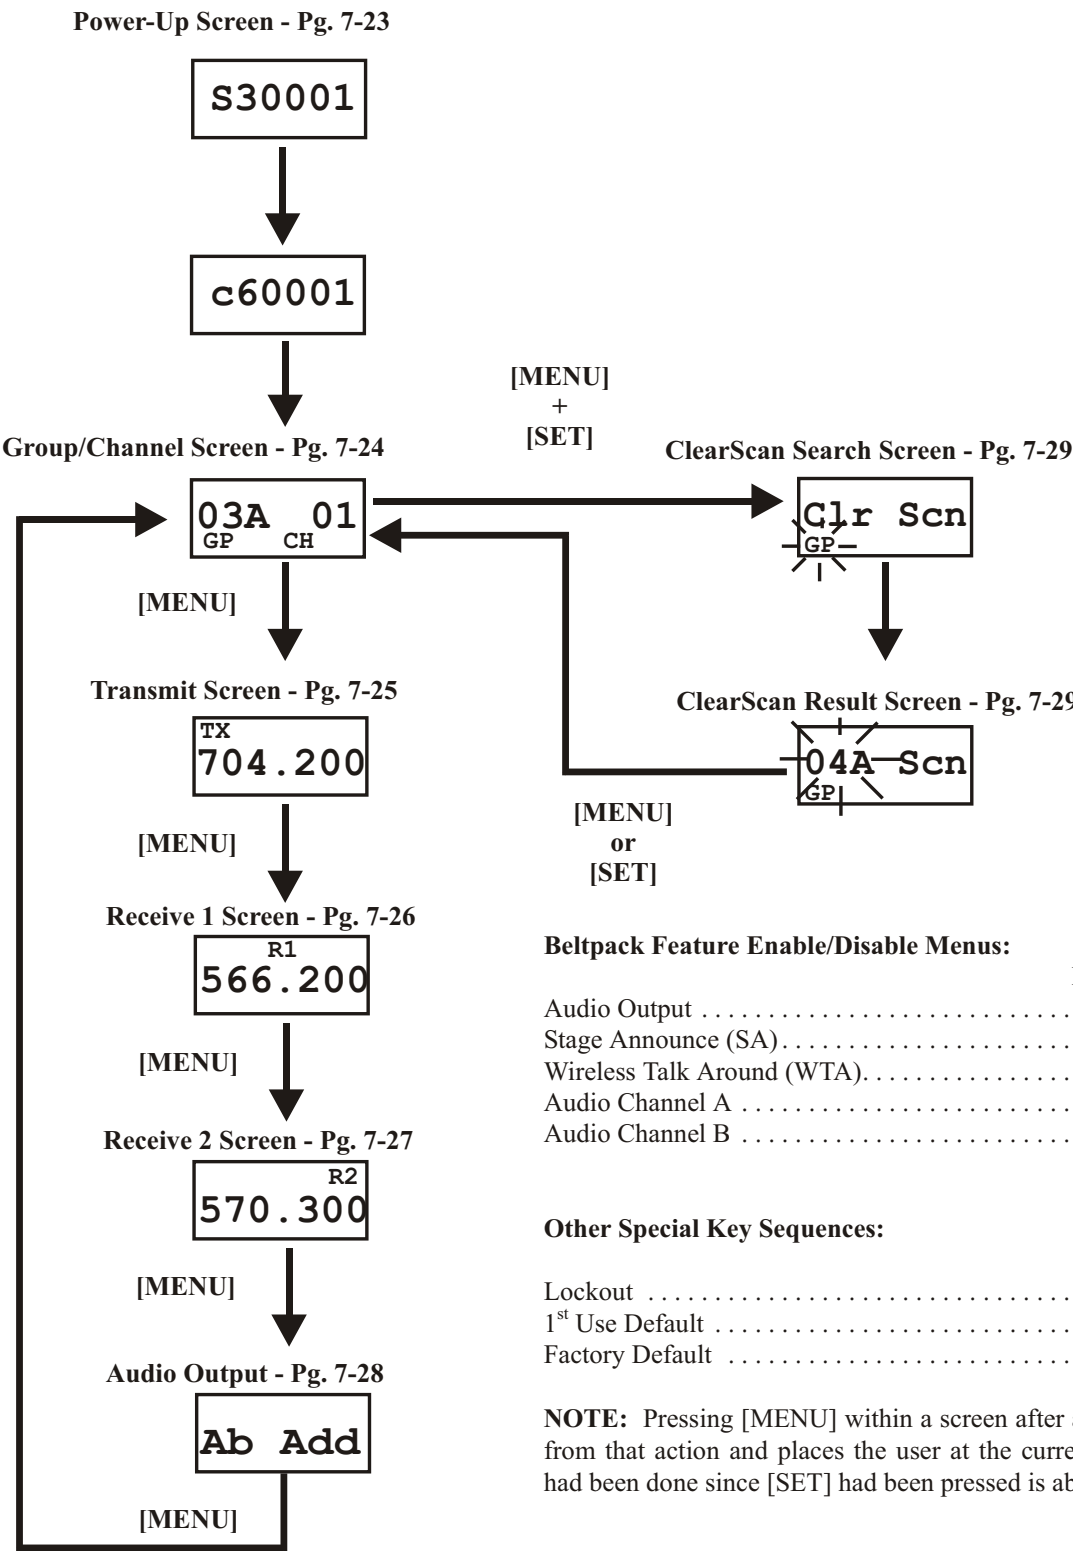 Power-Up Screen - Pg. 7-23
S30001
c60001
[MENU]
+
[SET]
Group/Channel Screen - Pg. 7-24
ClearScan Search Screen - Pg. 7-29
03A 01
GP CH
Clr Scn
GP
[MENU]
Transmit Screen - Pg. 7-25
ClearScan Result Screen - Pg. 7-29
TX
704.200
04A Scn
GP
[MENU]
[MENU]
or
[SET]
Receive 1 Screen - Pg. 7-26
R1
566.200
[MENU]
Receive 2 Screen - Pg. 7-27
R2
570.300
[MENU]
Audio Output - Pg. 7-28
Ab Add
[MENU]
Beltpack Feature Enable/Disable Menus:
Audio Output . . . . . . . . . . . . . . . . . . . . . . . . . . . .
Stage Announce (SA) . . . . . . . . . . . . . . . . . . . . . .
Wireless Talk Around (WTA). . . . . . . . . . . . . . . .
Audio Channel A . . . . . . . . . . . . . . . . . . . . . . . . .
Audio Channel B . . . . . . . . . . . . . . . . . . . . . . . . .
Other Special Key Sequences:
Lockout . . . . . . . . . . . . . . . . . . . . . . . . . . . . . . . .
1st Use Default . . . . . . . . . . . . . . . . . . . . . . . . . . .
Factory Default . . . . . . . . . . . . . . . . . . . . . . . . . .
NOTE: Pressing [MENU] within a screen after
from that action and places the user at the
had been done since [SET] had been pressed is